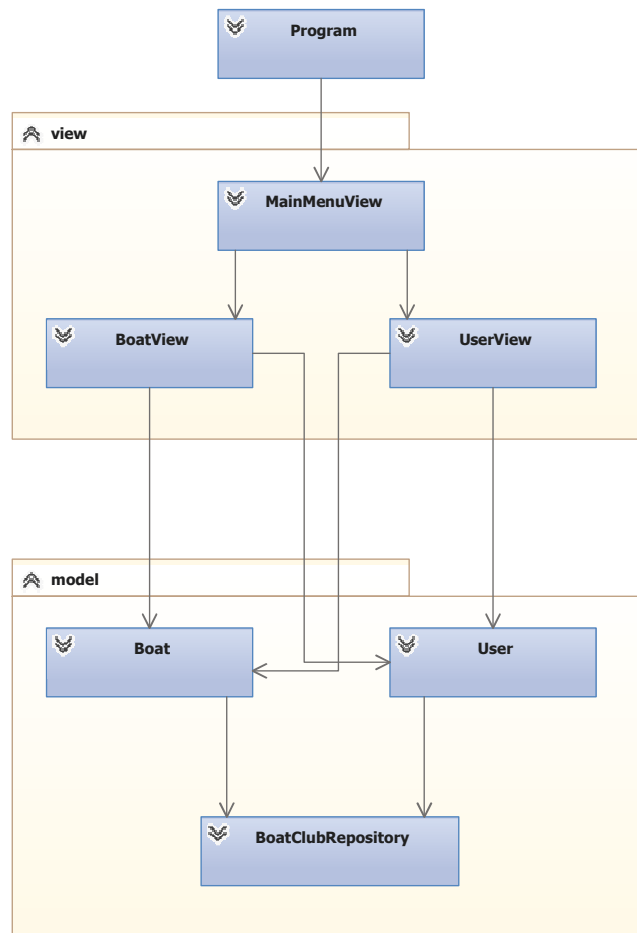 Program
view
MainMenuView
BoatView
UserView
model
Boat
User
BoatClubRepository